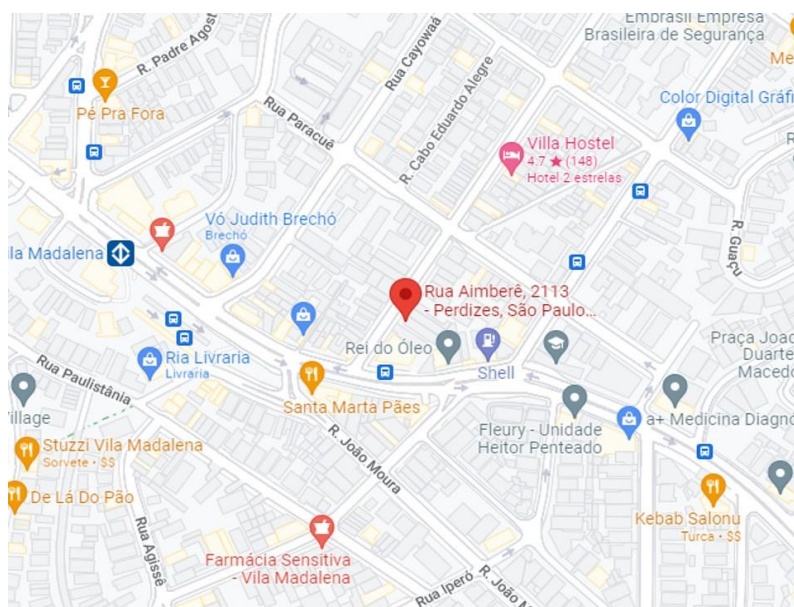 Embrasil Empresa
Brasileira de Segurança
R. Padre Agost
Rua Cayowaá
Me
Pé Pra Fora
Rua Paracuê
R. Cabo Eduardo Alegre
Color Digital Gráfi
Villa Hostel
4.7 ★ (148)
Hotel 2 estrelas
R
Vó Judith Brechó
Brechó
R. Guaçu
ila Madalena
Rua Aimberê, 2113
- Perdizes, São Paulo...
Rei do Óleo
Shell
Praça Joac
Duarte
Macedo
Rua Paulistânia
Ria Livraria
Livraria
Santa Marta Pães
Village
Fleury - Unidade
Heitor Penteado
a+ Medicina Diagnó
Stuzzi Vila Madalena
Sorvete · $$
R. João Moura
De Lá Do Pão
Rua Agissê
Kebab Salonu
Turca · $$
Farmácia Sensitiva
- Vila Madalena
Rua Iperó
R. João M